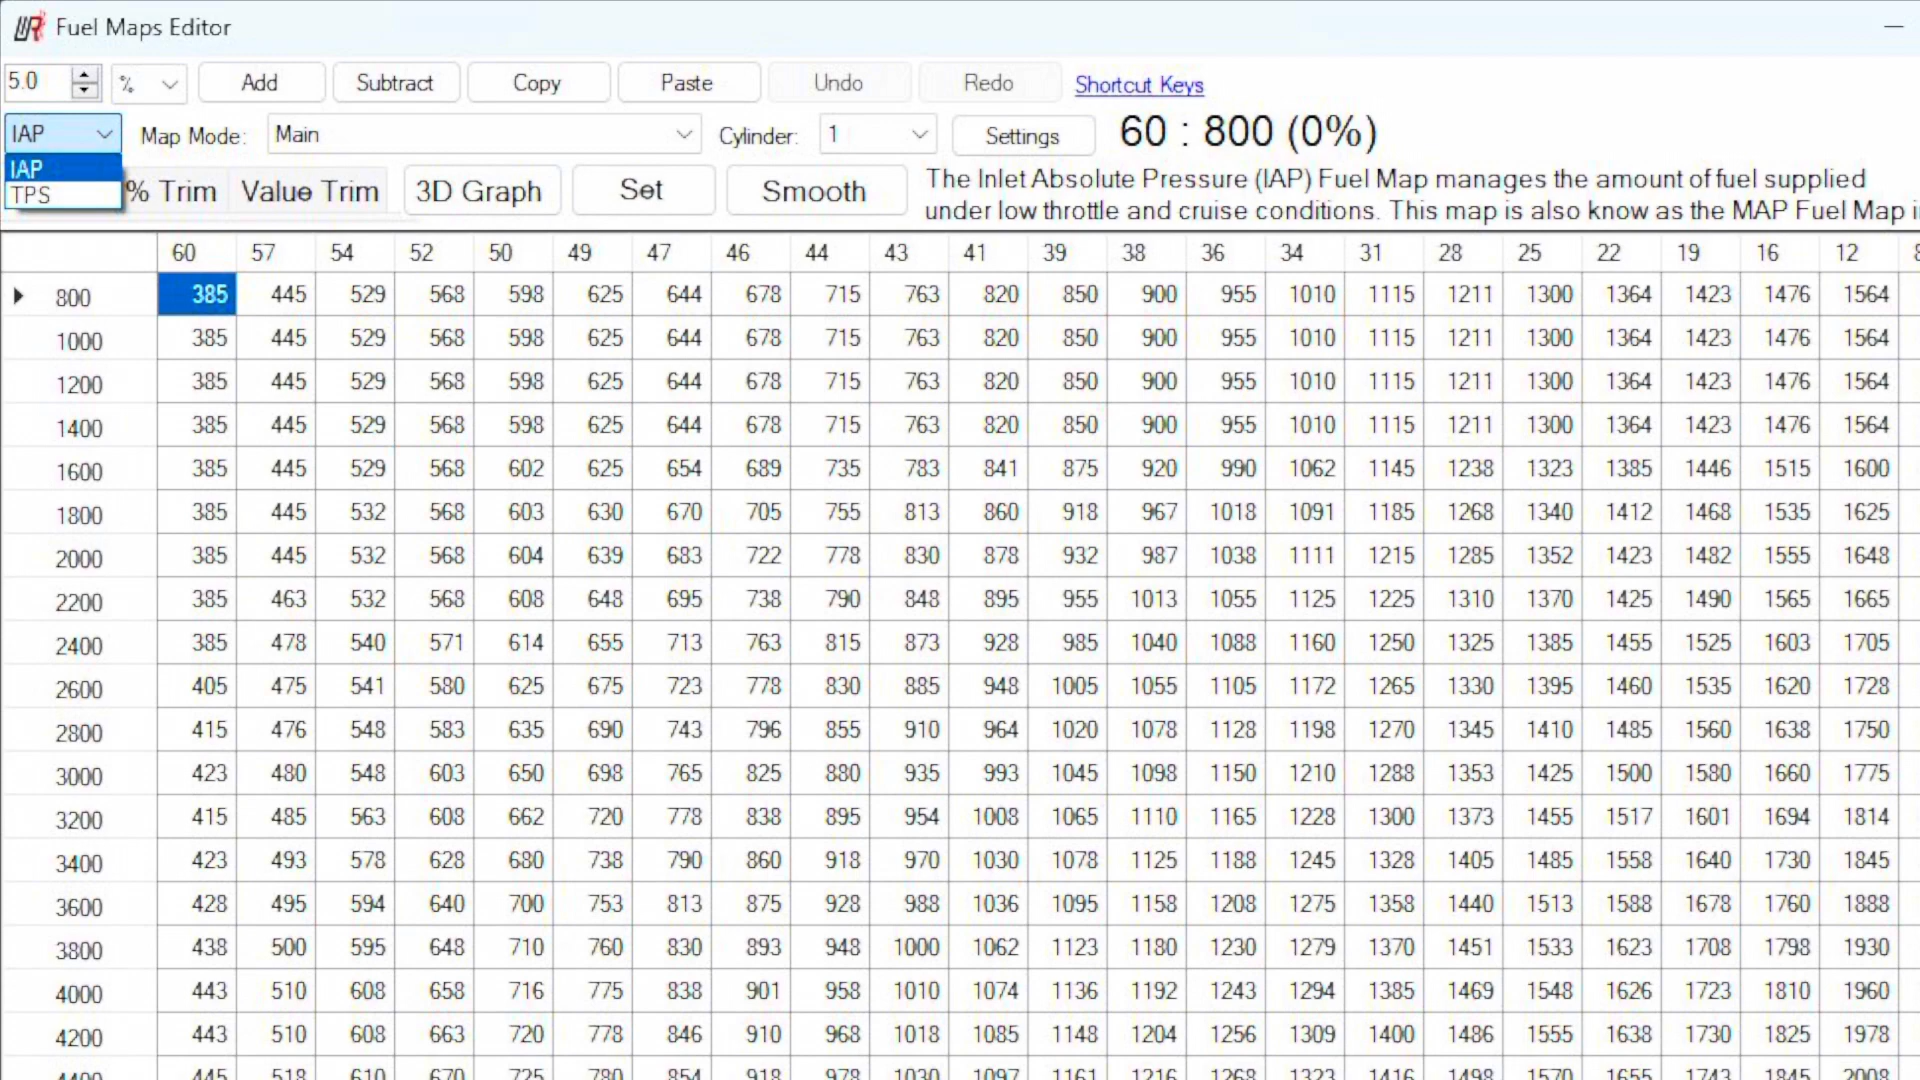 Fuel Maps Editor
5.0 % Add Subtract Copy Paste Undo Redo Shortcut Keys
IAP Map Mode: Main Cylinder: 1 Settings 60 : 800 (0%)
IAP
TPS
% Trim Value Trim 3D Graph Set Smooth
The Inlet Absolute Pressure (IAP) Fuel Map manages the amount of fuel supplied
under low throttle and cruise conditions. This map is also know as the MAP Fuel Map
60 57 54 52 50 49 47 46 44 43 41 39 38 36 34 31 28 25 22 19 16 12
800 385 445 529 568 598 625 644 678 715 763 820 850 900 955 1010 1115 1211 1300 1364 1423 1476 1564
1000 385 445 529 568 598 625 644 678 715 763 820 850 900 955 1010 1115 1211 1300 1364 1423 1476 1564
1200 385 445 529 568 598 625 644 678 715 763 820 850 900 955 1010 1115 1211 1300 1364 1423 1476 1564
1400 385 445 529 568 598 625 644 678 715 763 820 850 900 955 1010 1115 1211 1300 1364 1423 1476 1564
1600 385 445 529 568 602 625 654 689 735 783 841 875 920 990 1062 1145 1238 1323 1385 1446 1515 1600
1800 385 445 532 568 603 630 670 705 755 813 860 918 967 1018 1091 1185 1268 1340 1412 1468 1535 1625
2000 385 445 532 568 604 639 683 722 778 830 878 932 987 1038 1111 1215 1285 1352 1423 1482 1555 1648
2200 385 463 532 568 608 648 695 738 790 848 895 955 1013 1055 1125 1225 1310 1370 1425 1490 1565 1665
2400 385 478 540 571 614 655 713 763 815 873 928 985 1040 1088 1160 1250 1325 1385 1455 1525 1603 1705
2600 405 475 541 580 625 675 723 778 830 885 948 1005 1055 1105 1172 1265 1330 1395 1460 1535 1620 1728
2800 415 476 548 583 635 690 743 796 855 910 964 1020 1078 1128 1198 1270 1345 1410 1485 1560 1638 1750
3000 423 480 548 603 650 698 765 825 880 935 993 1045 1098 1150 1210 1288 1353 1425 1500 1580 1660 1775
3200 415 485 563 608 662 720 778 838 895 954 1008 1065 1110 1165 1228 1300 1373 1455 1517 1601 1694 1814
3400 423 493 578 628 680 738 790 860 918 970 1030 1078 1125 1188 1245 1328 1405 1485 1558 1640 1730 1845
3600 428 495 594 640 700 753 813 875 928 988 1036 1095 1158 1208 1275 1358 1440 1513 1588 1678 1760 1888
3800 438 500 595 648 710 760 830 893 948 1000 1062 1123 1180 1230 1279 1370 1451 1533 1623 1708 1798 1930
4000 443 510 608 658 716 775 838 901 958 1010 1074 1136 1192 1243 1294 1385 1469 1548 1626 1723 1810 1960
4200 443 510 608 663 720 778 846 910 968 1018 1085 1148 1204 1256 1309 1400 1486 1555 1638 1730 1825 1978
4400 445 518 610 670 725 780 854 918 978 1030 1097 1161 1216 1268 1323 1416 1498 1570 1655 1743 1845 2008